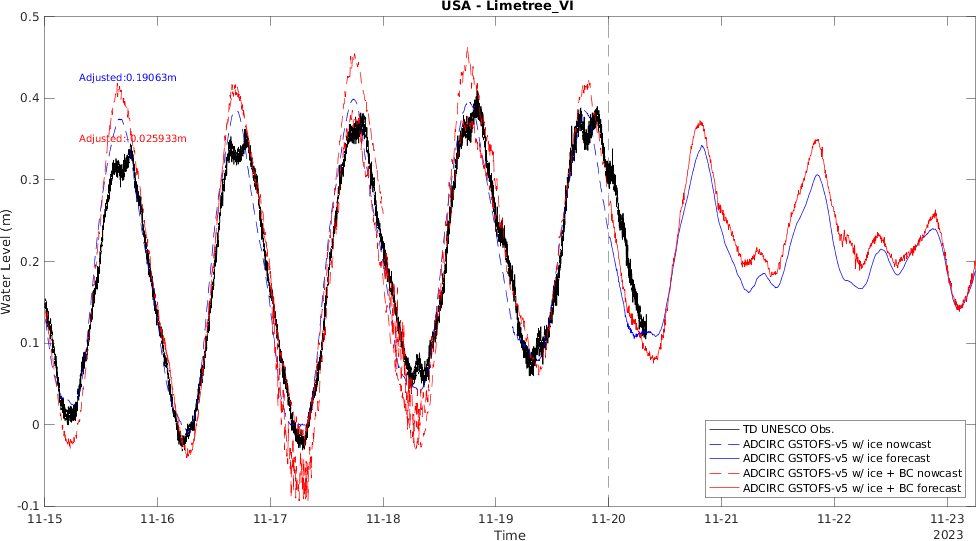 USA - Limetree_VI
0.5
0.4
0.3
0.2
0.1
0
-0.1
Water Level (m)
Adjusted:0.19063m
Adjusted:-0.025933m
TD UNESCO Obs.
ADCIRC GSTOFS-v5 w/ ice nowcast
ADCIRC GSTOFS-v5 w/ ice forecast
ADCIRC GSTOFS-v5 w/ ice + BC nowcast
ADCIRC GSTOFS-v5 w/ ice + BC forecast
11-15 11-16 11-17 11-18 11-19 11-20 11-21 11-22 11-23
Time
2023